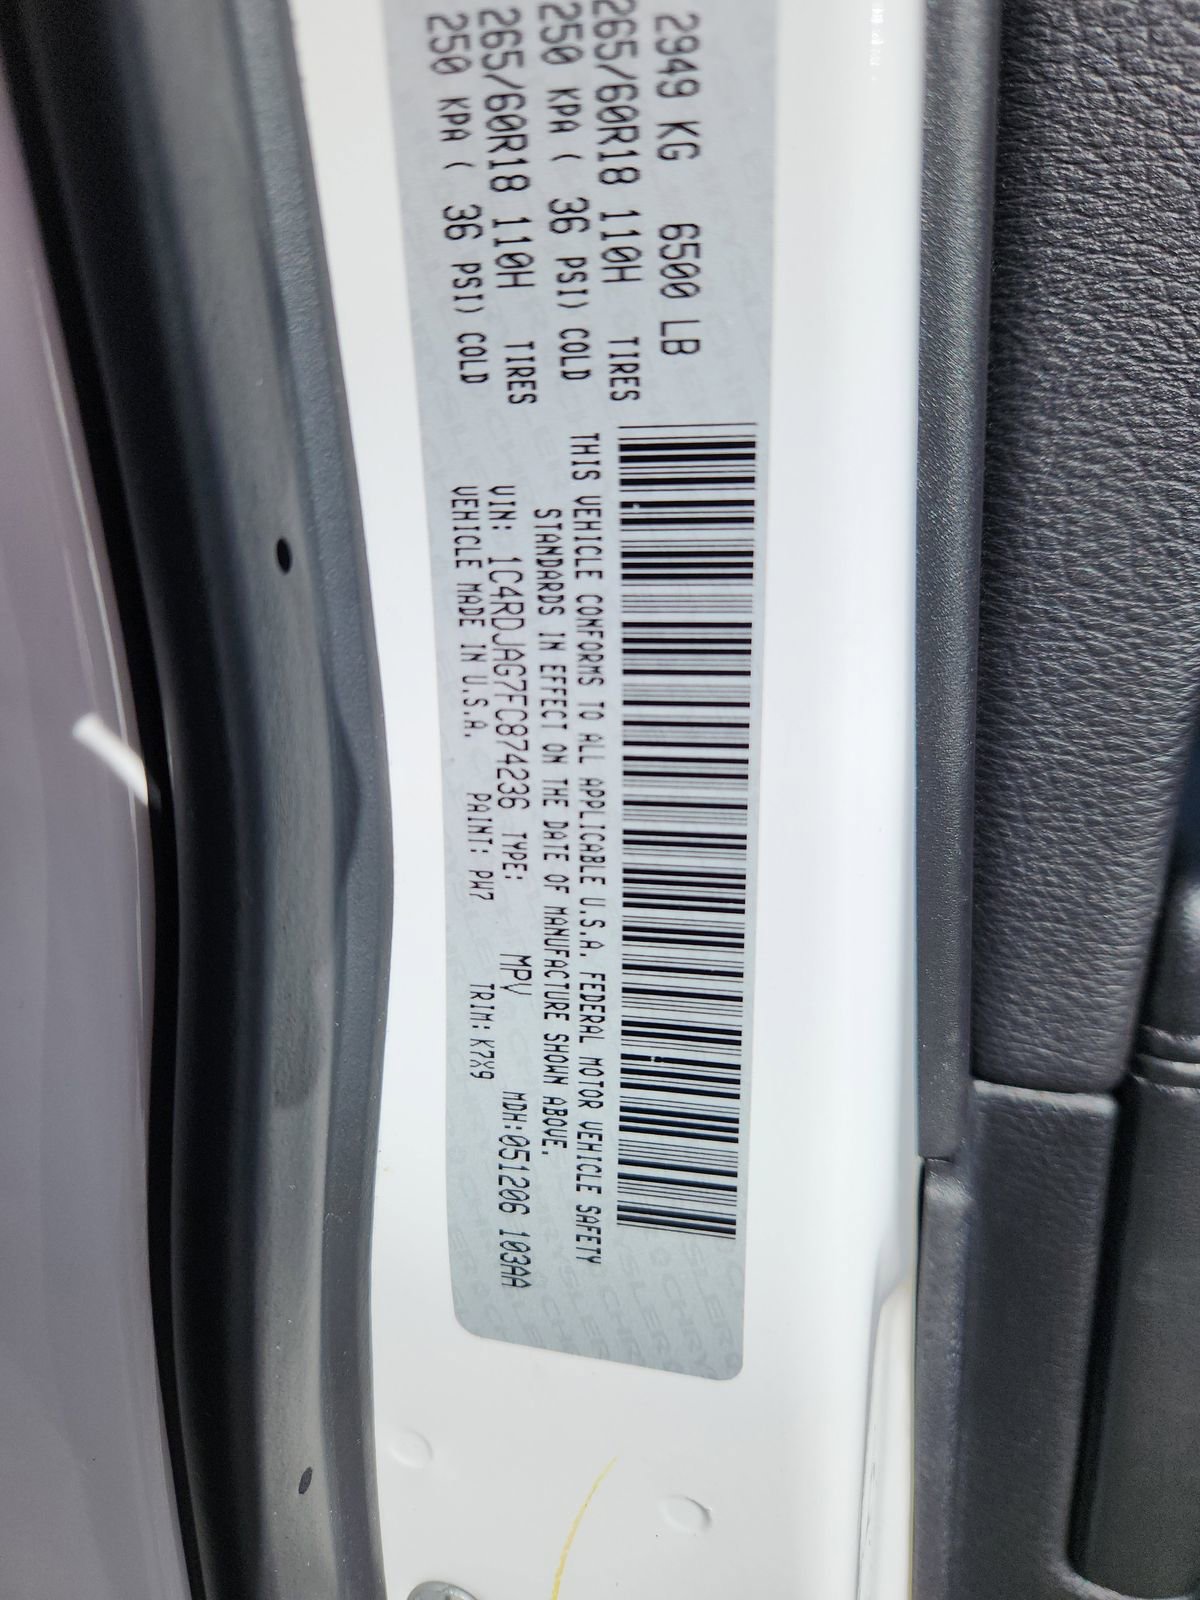 2949 KG 6500 LB
265/60R18 110H TIRES
250 KPA ( 36 PSI) COLD
265/60R18 110H TIRES
250 KPA ( 36 PSI) COLD
THIS VEHICLE CONFORMS TO ALL APPLICABLE U.S.A. FEDERAL MOTOR VEHICLE SAFETY
STANDARDS IN EFFECT ON THE DATE OF MANUFACTURE SHOWN ABOVE.
VIN: 1C4RDJAG7FC874236 TYPE: MPV MDH:051206 103AA
VEHICLE MADE IN U.S.A. PAINT: PW7 TRIM: K7X9